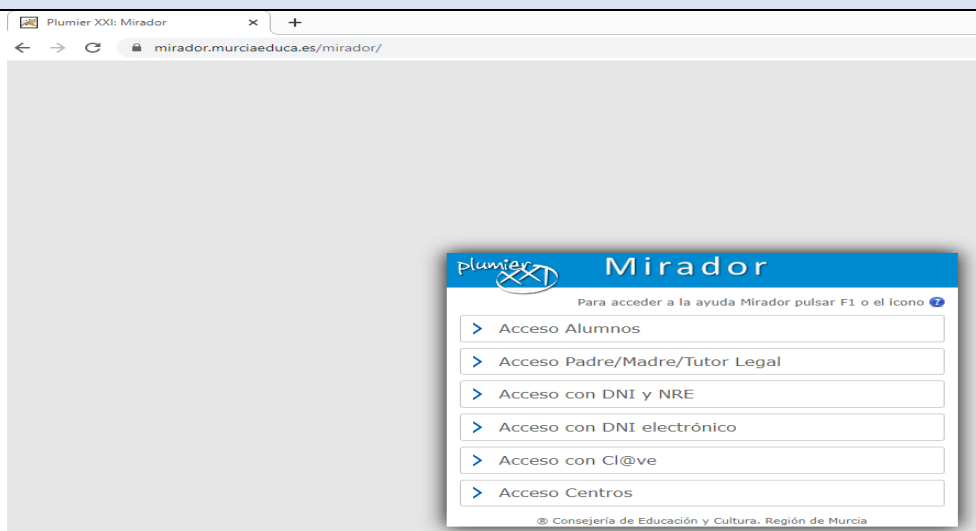 Plumier XXI: Mirador
mirador.murciaeduca.es/mirador/
plumier XXI Mirador
Para acceder a la ayuda Mirador pulsar F1 o el icono ?
Acceso Alumnos
Acceso Padre/Madre/Tutor Legal
Acceso con DNI y NRE
Acceso con DNI electrónico
Acceso con Cl@ve
Acceso Centros
® Consejería de Educación y Cultura. Región de Murcia